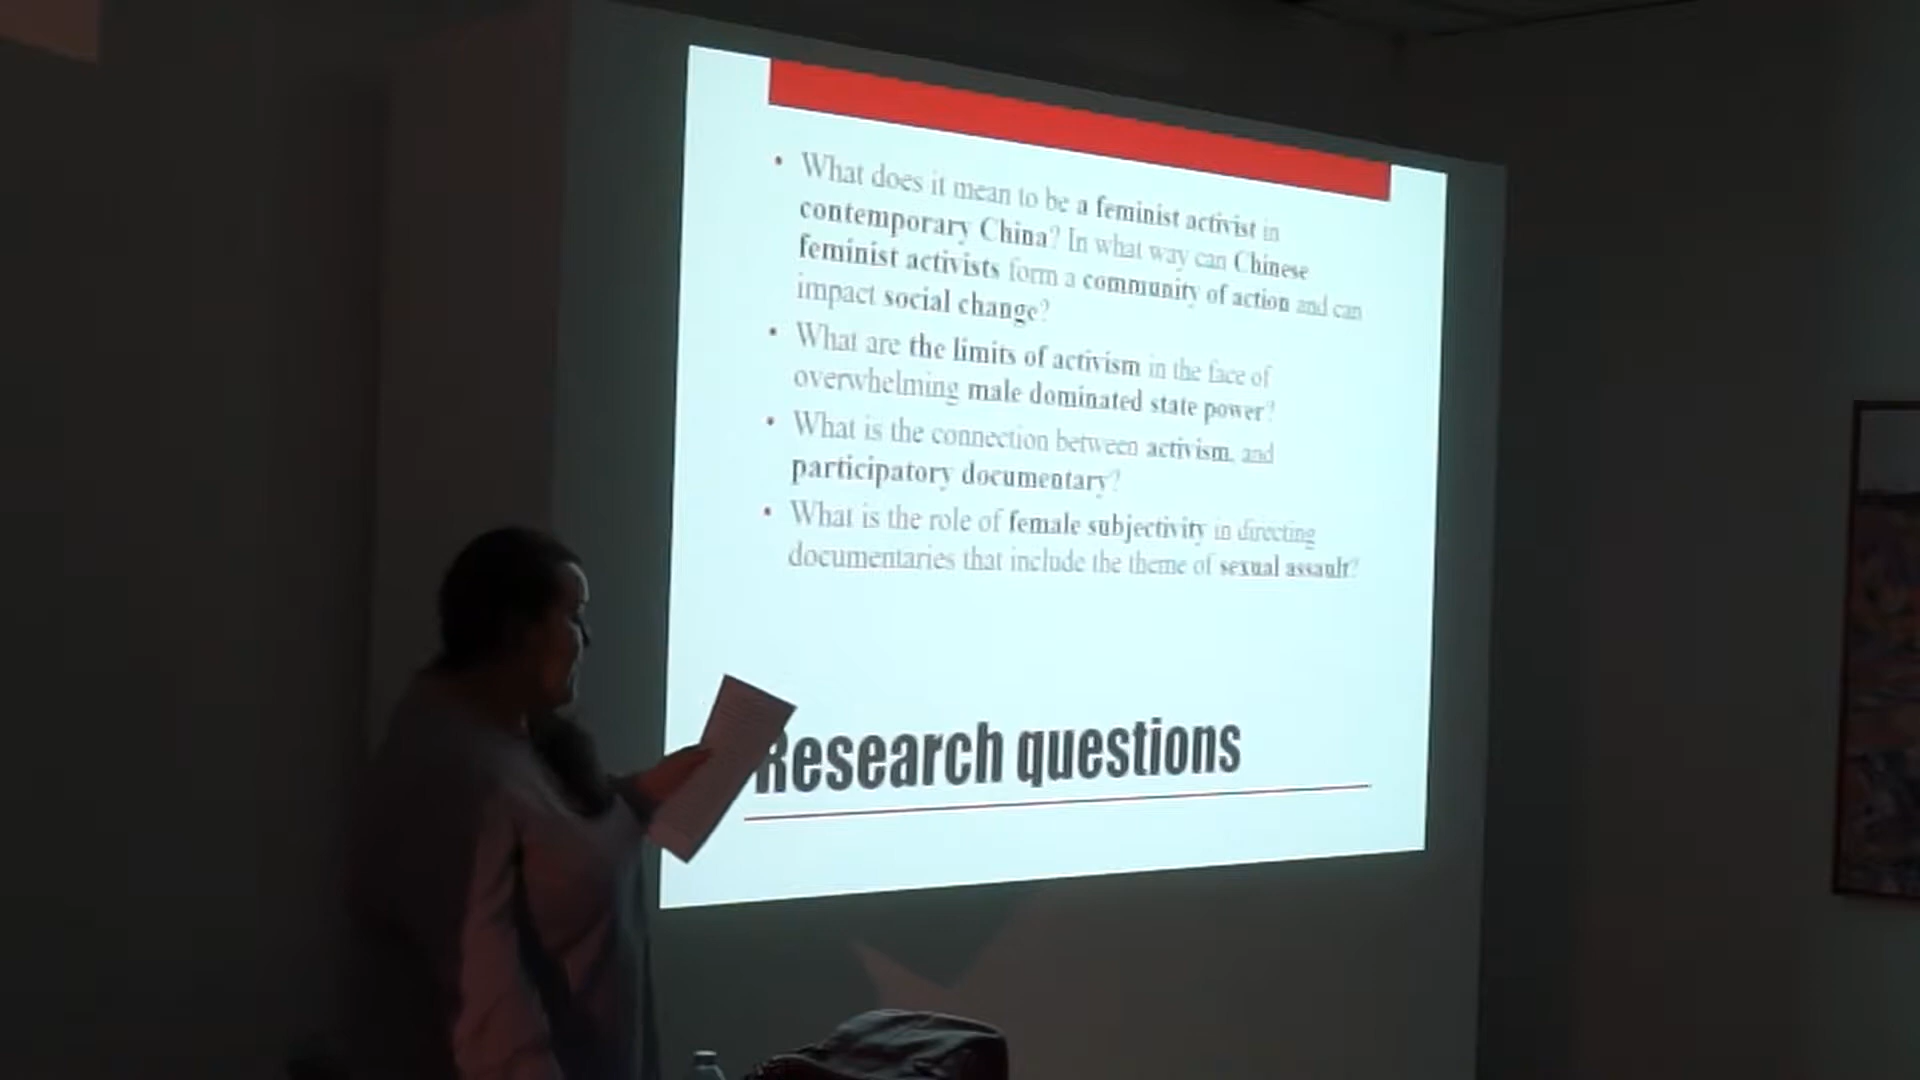 • What does it mean to be a feminist activist in
contemporary China? In what way can Chinese
feminist activists form a community of action and can
impact social change?
• What are the limits of activism in the face of
overwhelming male dominated state power?
• What is the connection between activism, and
participatory documentary?
• What is the role of female subjectivity in directing
documentaries that include the theme of sexual assault?
Research questions